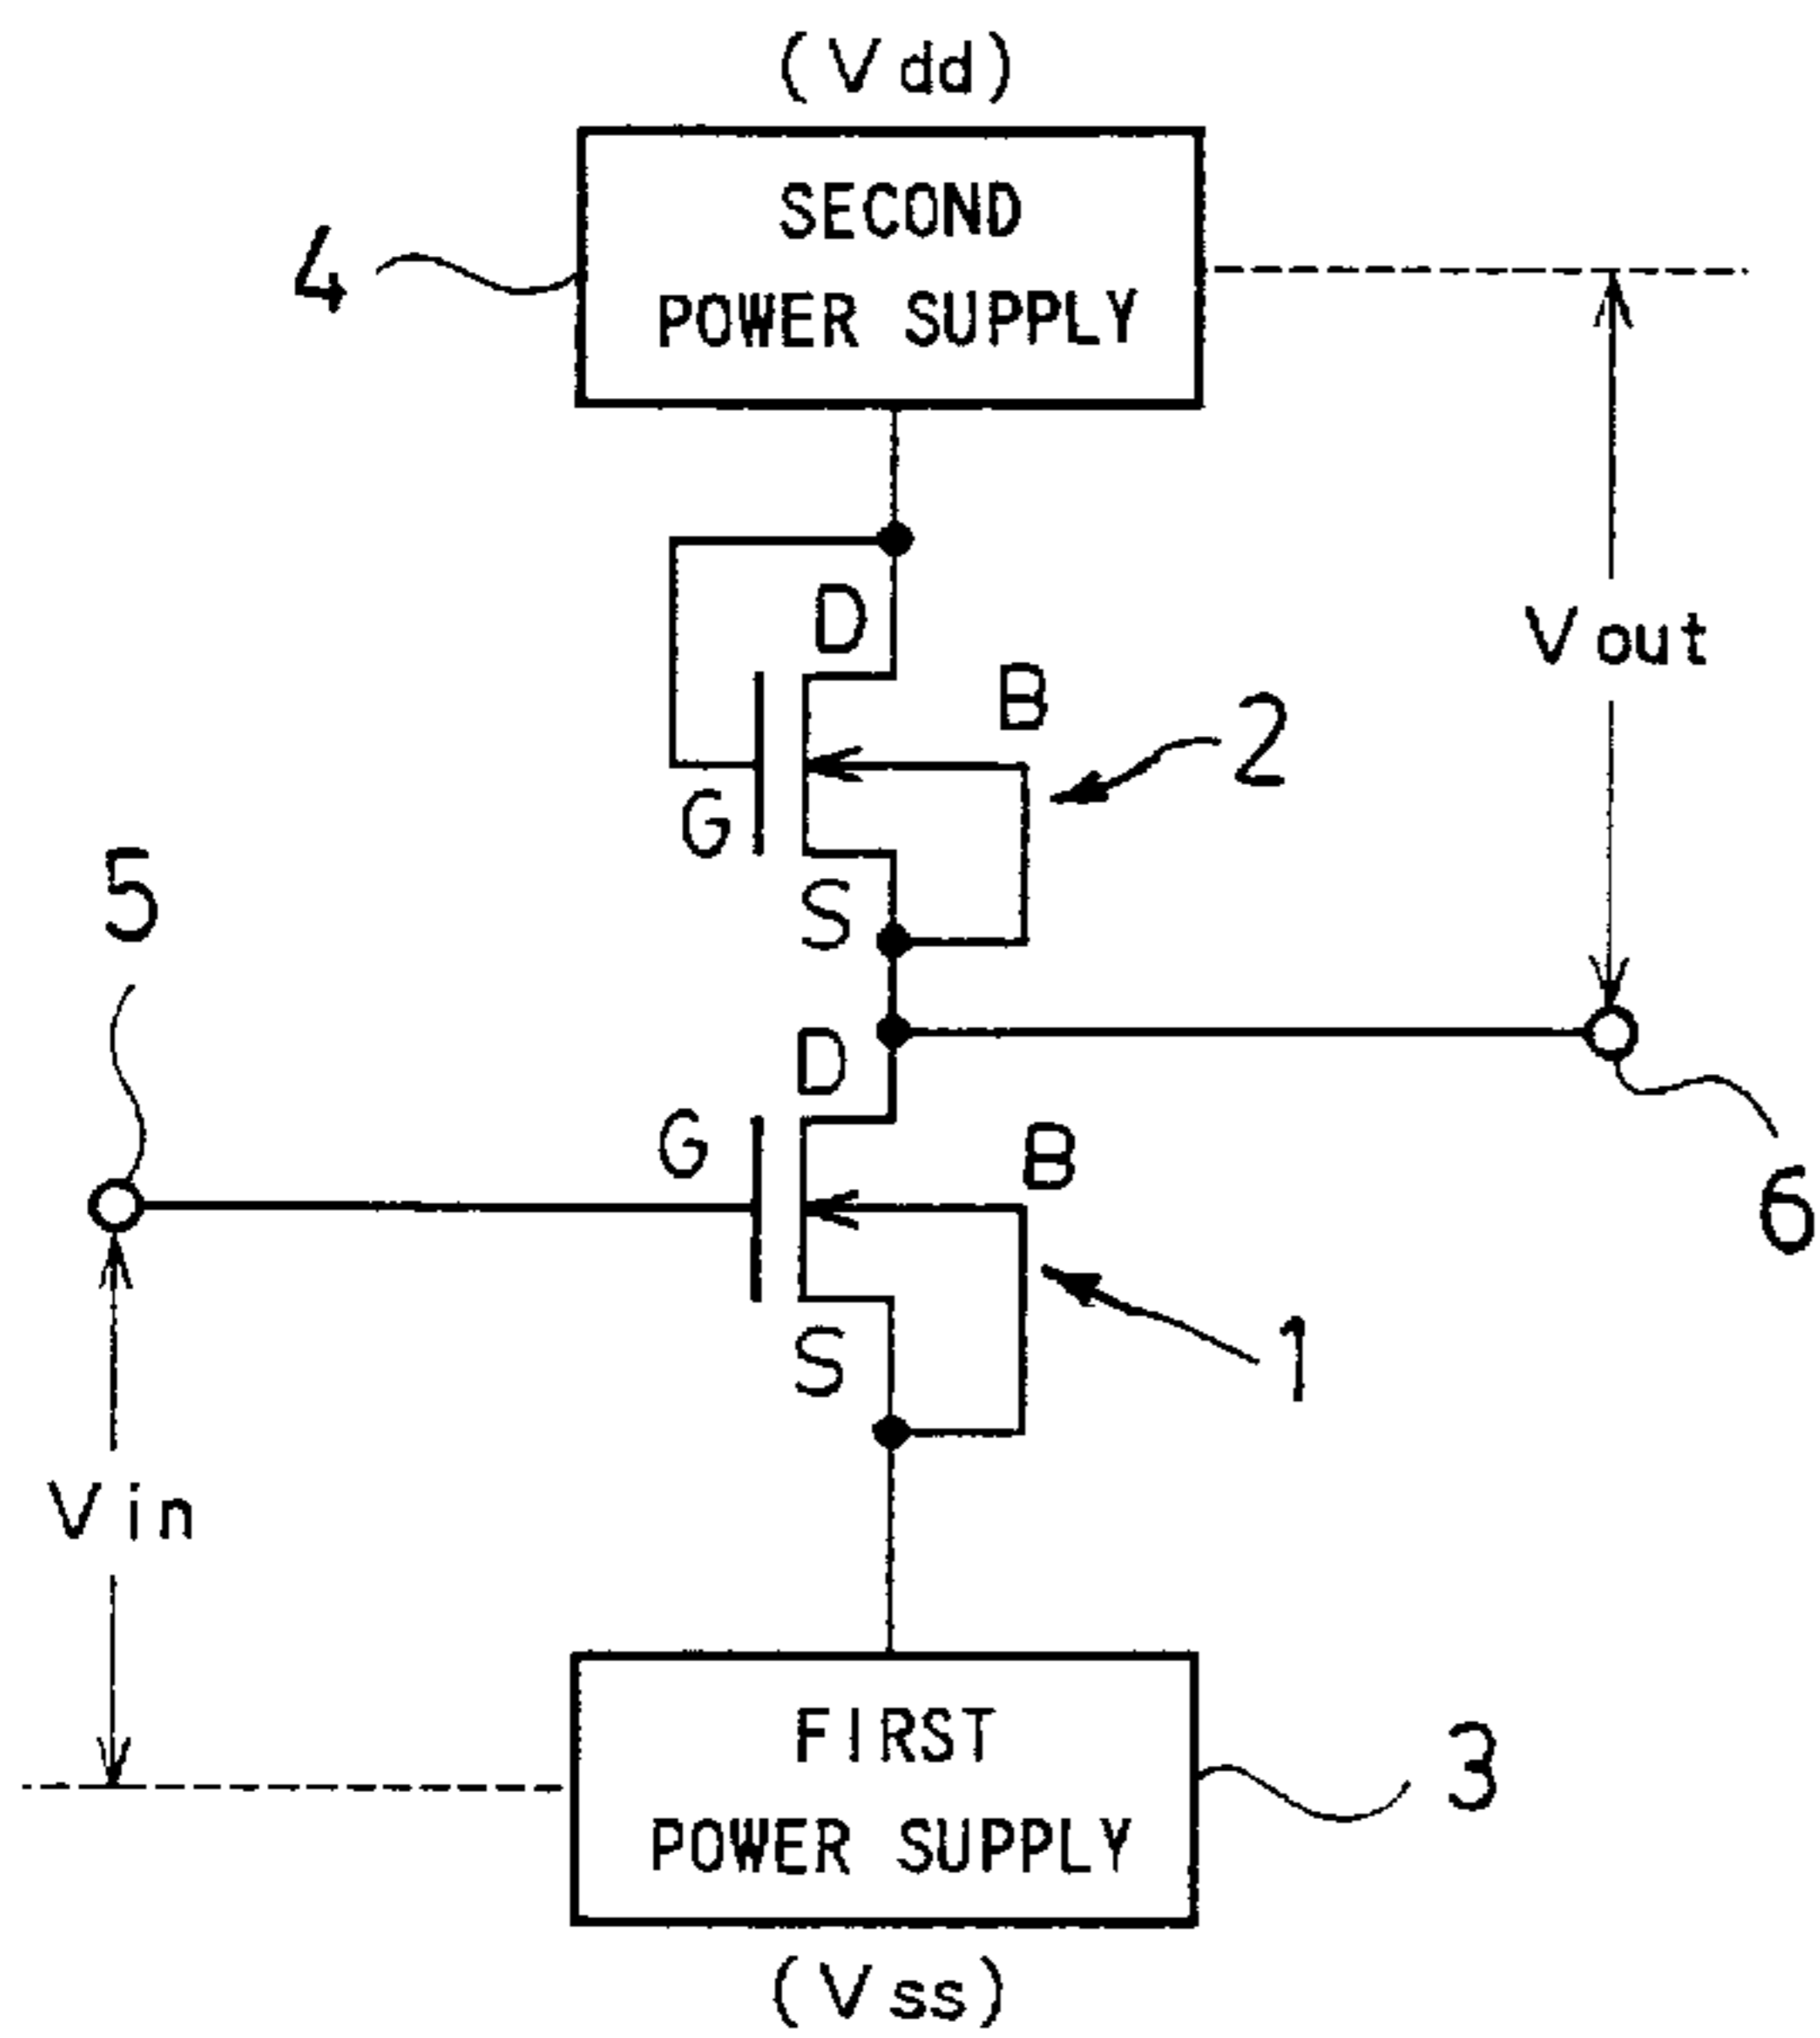 (Vdd)
SECOND
POWER SUPPLY
4
D
Vout
B
2
G
5
S
D
G
B
6
S
1
Vin
FIRST
POWER SUPPLY
3
(Vss)